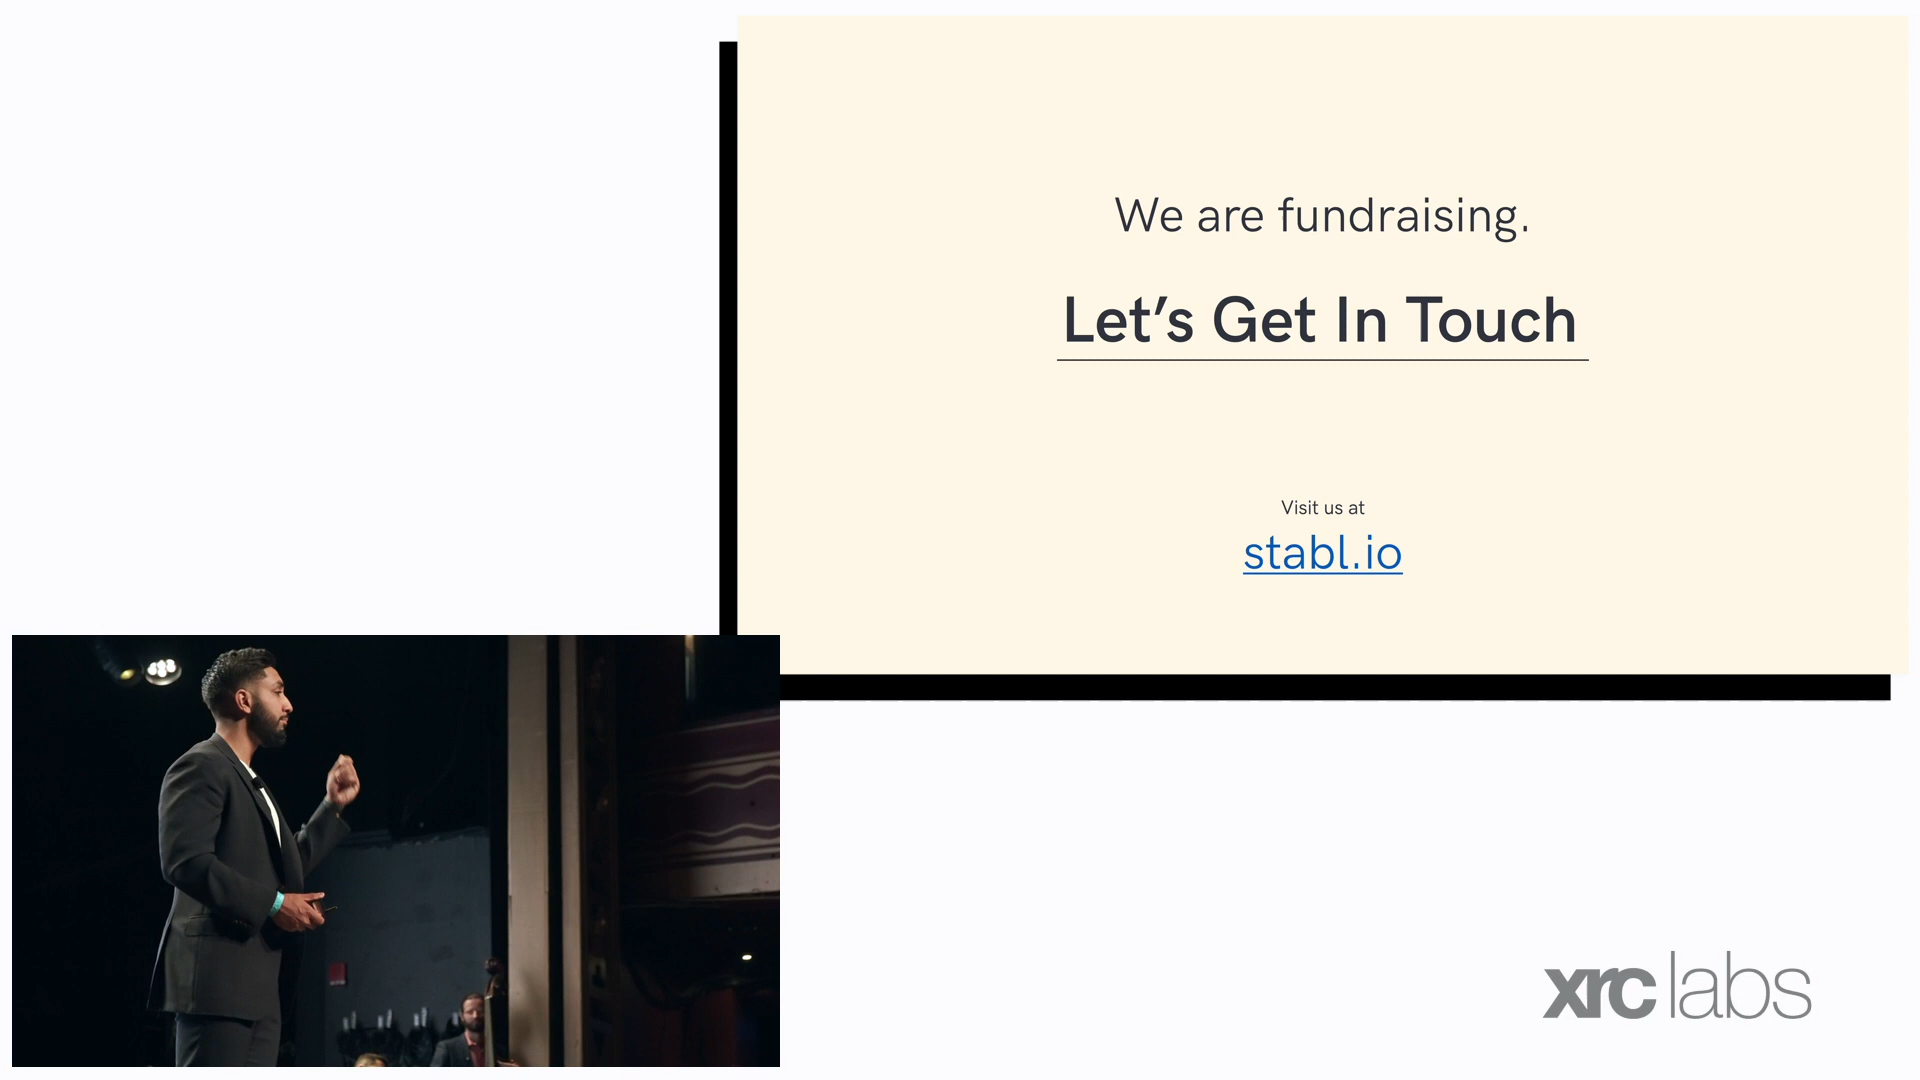 We are fundraising.
Let's Get In Touch
Visit us at
stabl.io
xrc labs